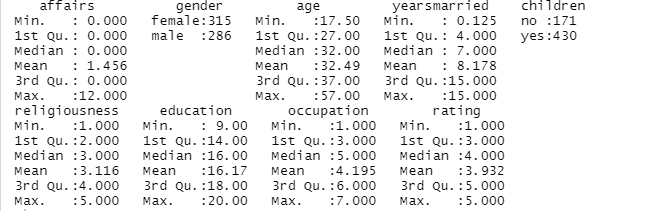 affairs          gender         age         yearsmarried    children
Min.   : 0.000   female:315   Min.   :17.50   Min.   : 0.125   no :171
1st Qu.: 0.000   male  :286   1st Qu.:27.00   1st Qu.: 4.000   yes:430
Median : 0.000                Median :32.00   Median : 7.000
Mean   : 1.456                Mean   :32.49   Mean   : 8.178
3rd Qu.: 0.000                3rd Qu.:37.00   3rd Qu.:15.000
Max.   :12.000                Max.   :57.00   Max.   :15.000
religiousness     education       occupation        rating
Min.   :1.000   Min.   : 9.00   Min.   :1.000   Min.   :1.000
1st Qu.:2.000   1st Qu.:14.00   1st Qu.:3.000   1st Qu.:3.000
Median :3.000   Median :16.00   Median :5.000   Median :4.000
Mean   :3.116   Mean   :16.17   Mean   :4.195   Mean   :3.932
3rd Qu.:4.000   3rd Qu.:18.00   3rd Qu.:6.000   3rd Qu.:5.000
Max.   :5.000   Max.   :20.00   Max.   :7.000   Max.   :5.000